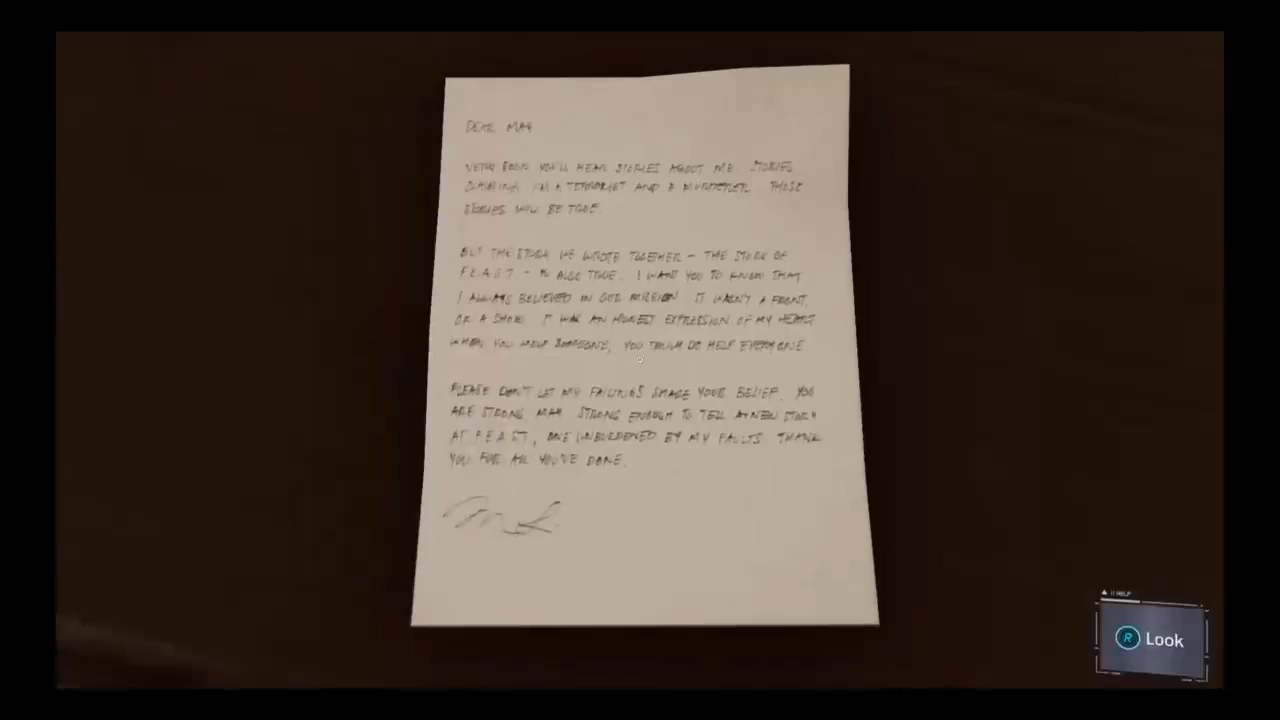 DEAR MAY
VERY SOON YOU'LL HEAR STORIES ABOUT ME. STORIES
CLAIMING I'M A TERRORIST AND A MURDERER. THOSE
STORIES WILL BE TRUE.
BUT THE STORY WE WROTE TOGETHER - THE STORY OF
F.E.A.S.T - IS ALSO TRUE. I WANT YOU TO KNOW THAT
I ALWAYS BELIEVED IN OUR MISSION. IT WASN'T A FRONT,
OR A SHOW. IT WAS AN HONEST EXPRESSION OF MY HEART
WHEN YOU HELP SOMEONE, YOU DO HELP EVERYONE.
PLEASE DON'T LET MY FAILINGS SHAKE YOUR BELIEF. YOU
ARE STRONG MAY. STRONG ENOUGH TO TELL A NEW STORY
AT F.E.A.S.T, ONE UNBURDENED BY MY FAULTS. THANK
YOU FOR ALL YOU'VE DONE.
HELP
R Look